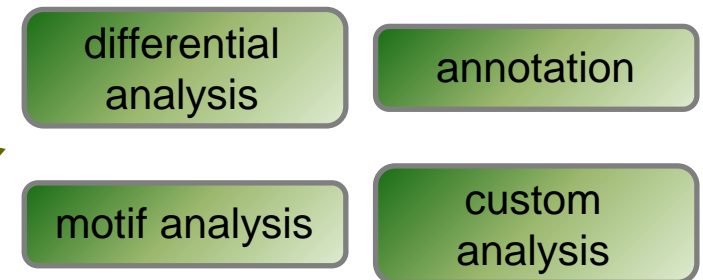 differential
analysis
annotation
motif analysis
custom
analysis